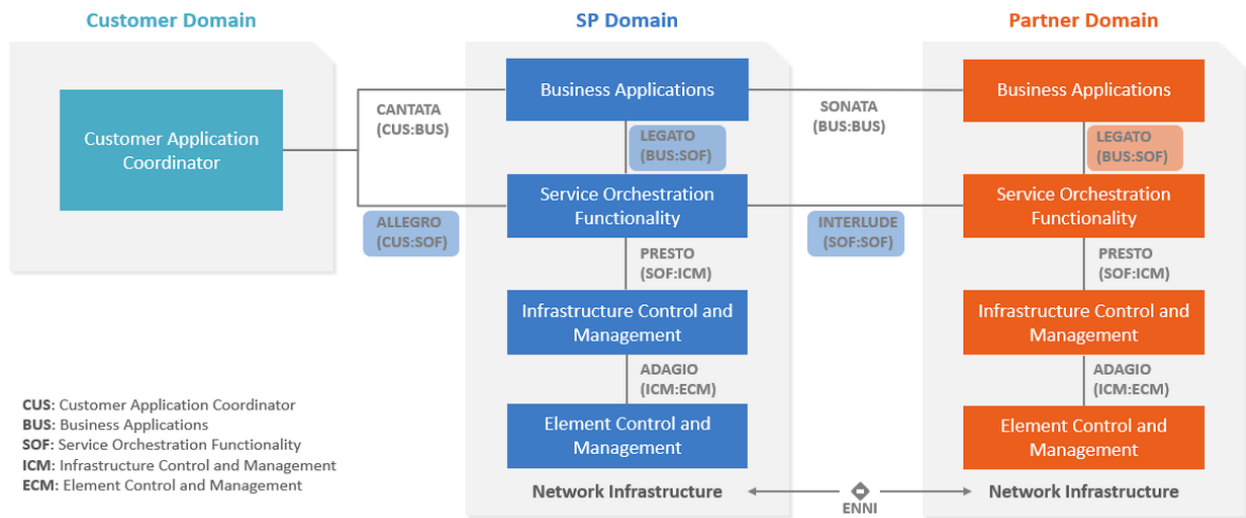 Customer Domain
SP Domain
Partner Domain
Customer Application
Coordinator
CANTATA
(CUS:BUS)
ALLEGRO
(CUS:SOF)
Business Applications
LEGATO
(BUS:SOF)
Service Orchestration
Functionality
PRESTO
(SOF:ICM)
Infrastructure Control and
Management
ADAGIO
(ICM:ECM)
Element Control and
Management
Network Infrastructure
SONATA
(BUS:BUS)
INTERLUDE
(SOF:SOF)
ENNI
Business Applications
LEGATO
(BUS:SOF)
Service Orchestration
Functionality
PRESTO
(SOF:ICM)
Infrastructure Control and
Management
ADAGIO
(ICM:ECM)
Element Control and
Management
Network Infrastructure
CUS: Customer Application Coordinator
BUS: Business Applications
SOF: Service Orchestration Functionality
ICM: Infrastructure Control and Management
ECM: Element Control and Management